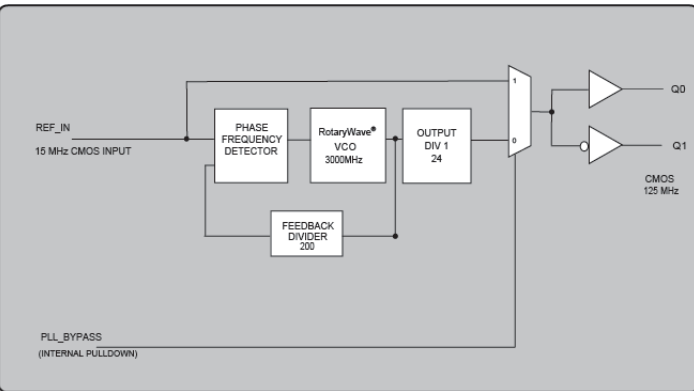 REF_IN
15 MHz CMOS INPUT
PHASE
FREQUENCY
DETECTOR
RotaryWave®
VCO
3000MHz
OUTPUT
DIV 1
24
FEEDBACK
DIVIDER
200
1
0
Q0
Q1
CMOS
125 MHz
PLL_BYPASS
(INTERNAL PULLDOWN)